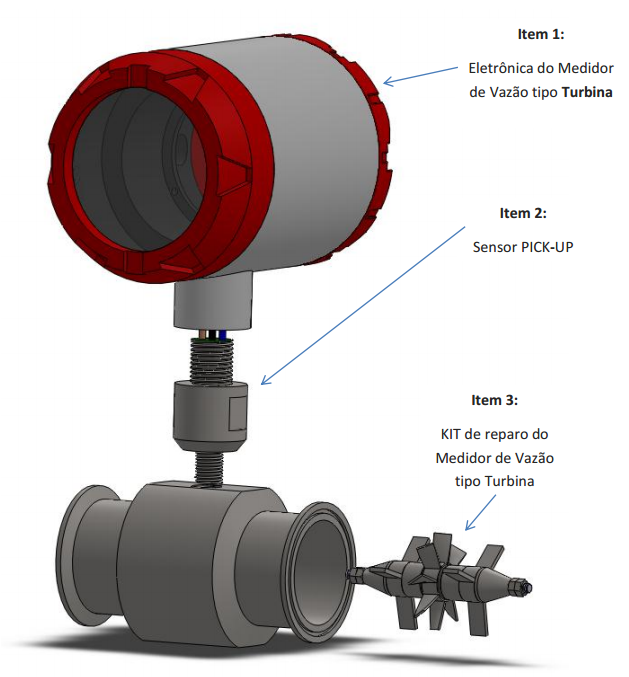 Item 1:
Eletrônica do Medidor
de Vazão tipo Turbina
Item 2:
Sensor PICK-UP
Item 3:
KIT de reparo do
Medidor de Vazão
tipo Turbina